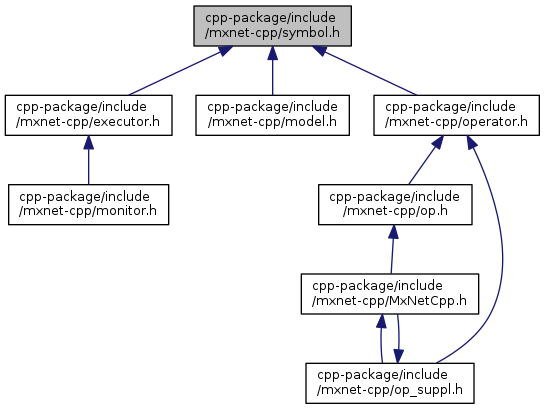 cpp-package/include
/mxnet-cpp/symbol.h
cpp-package/include
/mxnet-cpp/executor.h
cpp-package/include
/mxnet-cpp/model.h
cpp-package/include
/mxnet-cpp/operator.h
cpp-package/include
/mxnet-cpp/monitor.h
cpp-package/include
/mxnet-cpp/op.h
cpp-package/include
/mxnet-cpp/MxNetCpp.h
cpp-package/include
/mxnet-cpp/op_suppl.h